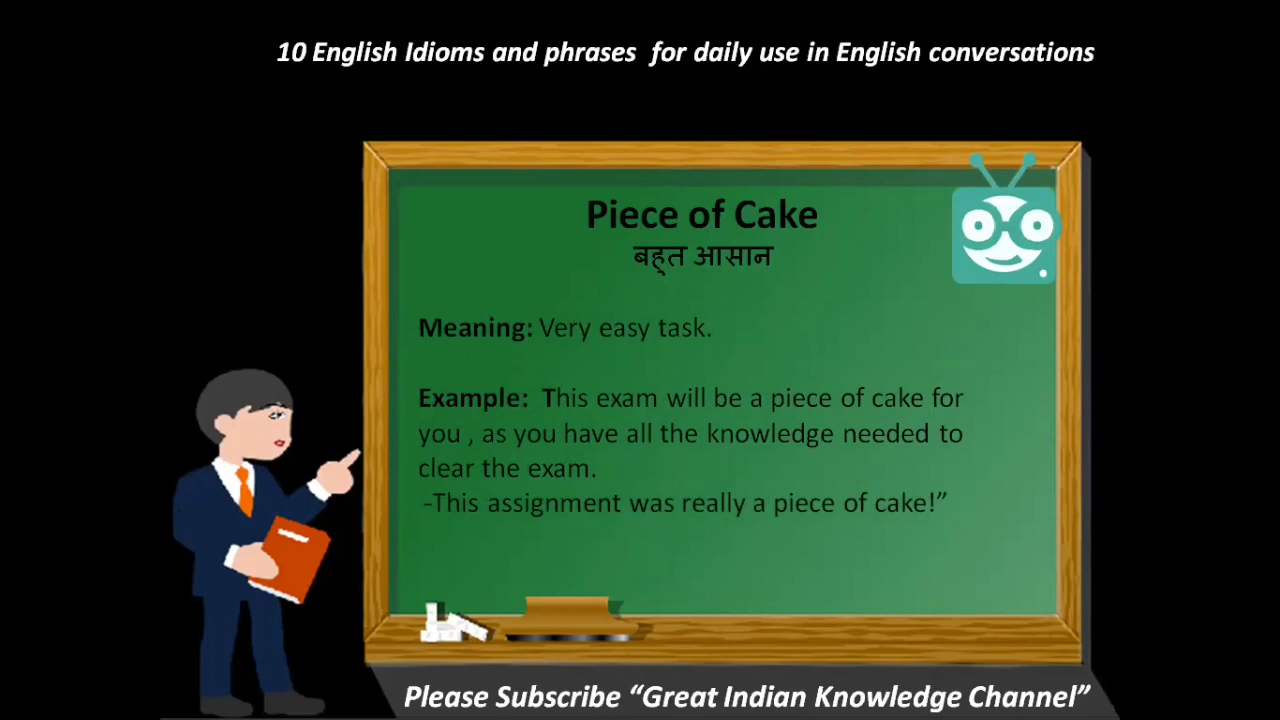 10 English Idioms and phrases for daily use in English conversations
Piece of Cake
बहुत आसान
Meaning: Very easy task.
Example: This exam will be a piece of cake for
you , as you have all the knowledge needed to
clear the exam.
-This assignment was really a piece of cake!”
Please Subscribe “Great Indian Knowledge Channel”